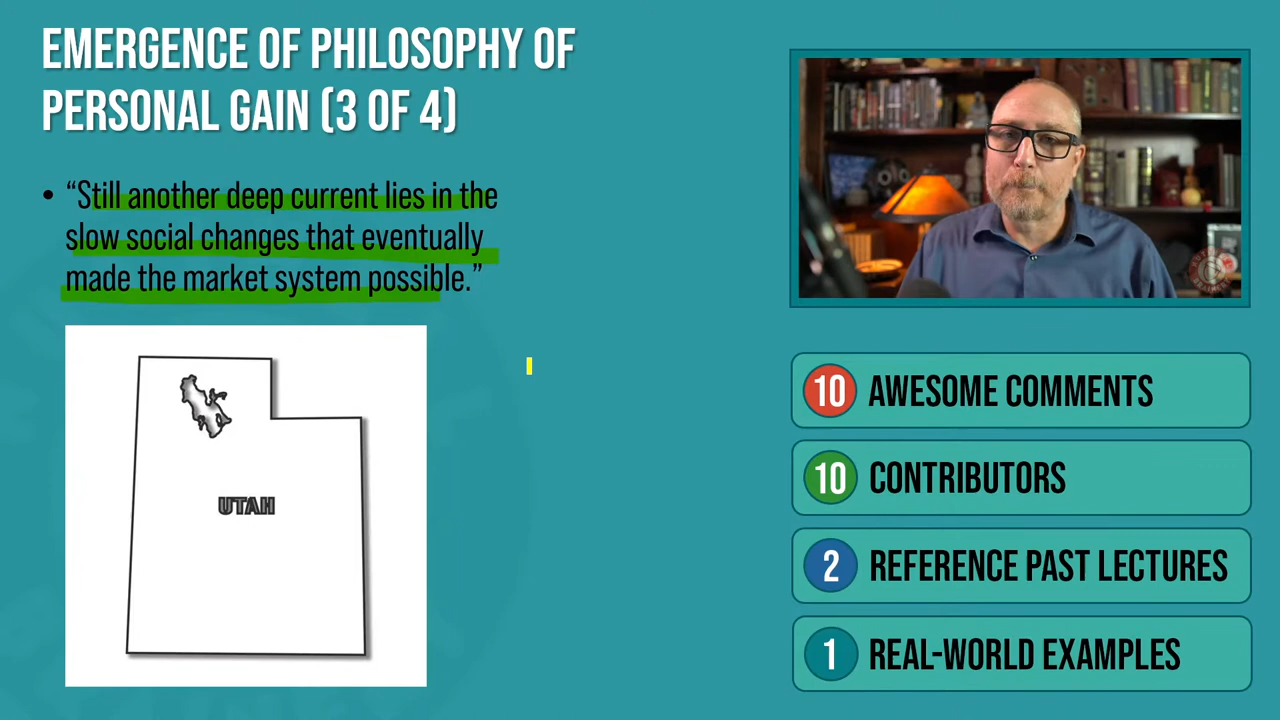 EMERGENCE OF PHILOSOPHY OF
PERSONAL GAIN (3 OF 4)
• “Still another deep current lies in the
slow social changes that eventually
made the market system possible.”
UTAH
10 AWESOME COMMENTS
10 CONTRIBUTORS
2 REFERENCE PAST LECTURES
1 REAL-WORLD EXAMPLES